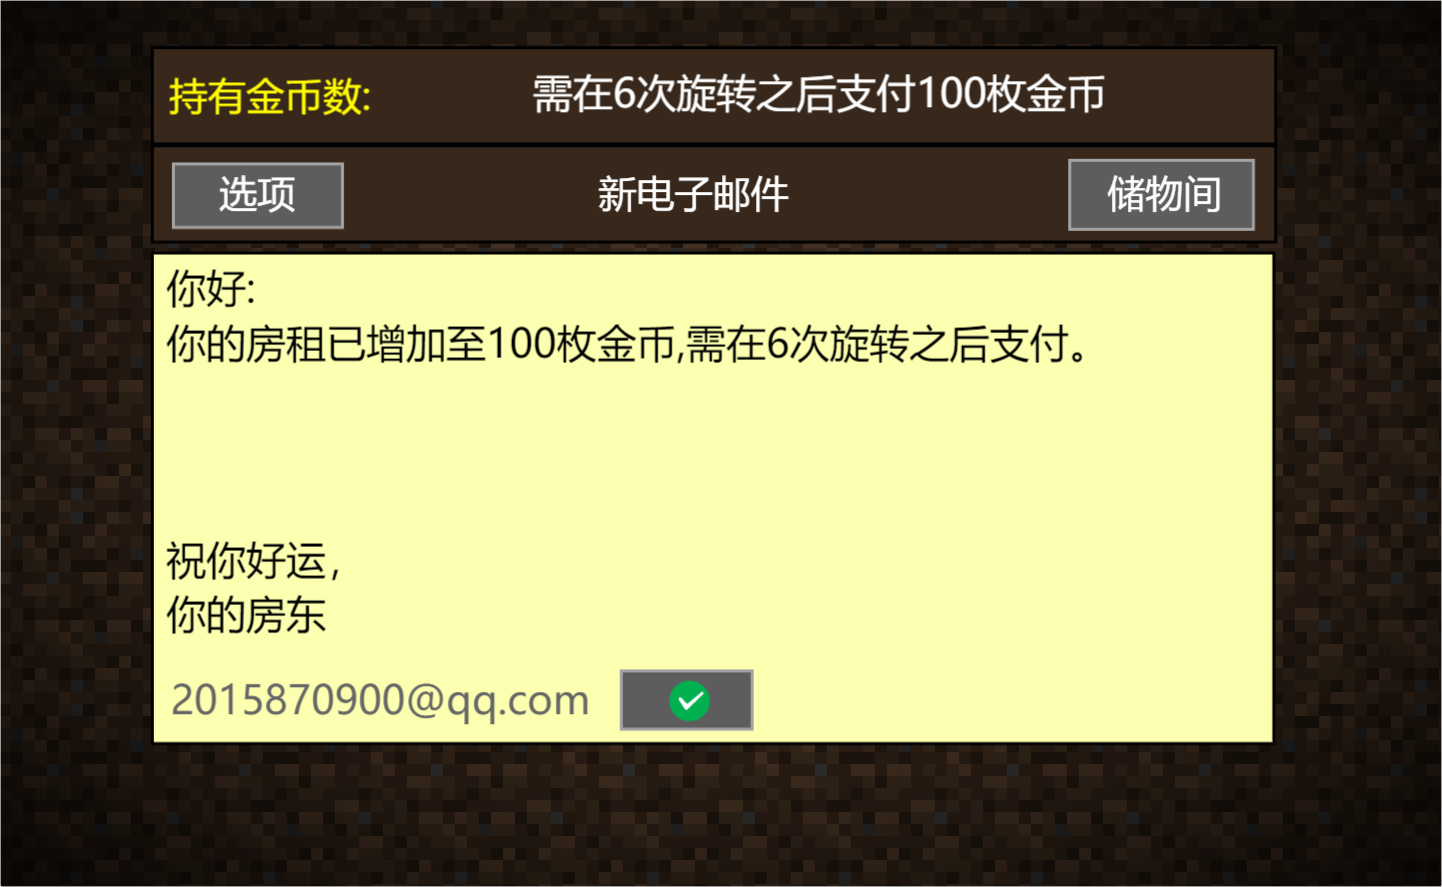 持有金币数:
需在6次旋转之后支付100枚金币
选项
新电子邮件
储物间
你好:
你的房租已增加至100枚金币,需在6次旋转之后支付。
祝你好运，
你的房东
2015870900@qq.com